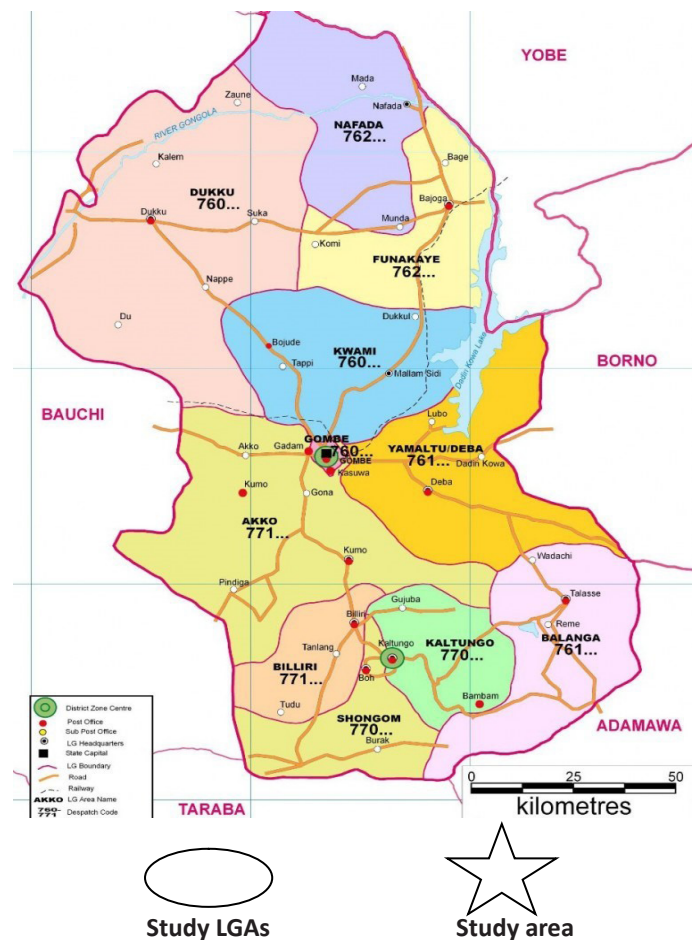 YOBE
Mada
Zaune
Nafada
RIVER GONGOLA
NAFADA
762...
Kalem
Bage
DUKKU
760...
Bajoga
Dukku
Suka
Munda
Komi
FUNAKAYE
762...
Nappe
Dukkul
Du
Bojude
KWAMI
760...
Dadin Kowa Lake
Tappi
Mallam Sidi
BORNO
BAUCHI
Lubo
GOMBE
760...
Gadam
YAMALTU/DEBA
761...
Akko
GOMBE
Dadin Kowa
Kasuwa
Kumo
Deba
Gona
AKKO
771...
Kumo
Wadachi
Pindiga
Talasse
Gujuba
Billiri
Reme
Kaltungo
KALTUNGO
770...
BALANGA
761...
Tanlang
BILLIRI
771...
Boh
Bambam
Tudu
SHONGOM
770...
ADAMAWA
Burak
District Zone Centre
Post Office
Sub Post Office
LG Headquarters
State Capital
LG Boundary
Road
Railway
AKKO LG Area Name
760-
771 Despatch Code
0 25 50
kilometres
TARABA
Study LGAs
Study area